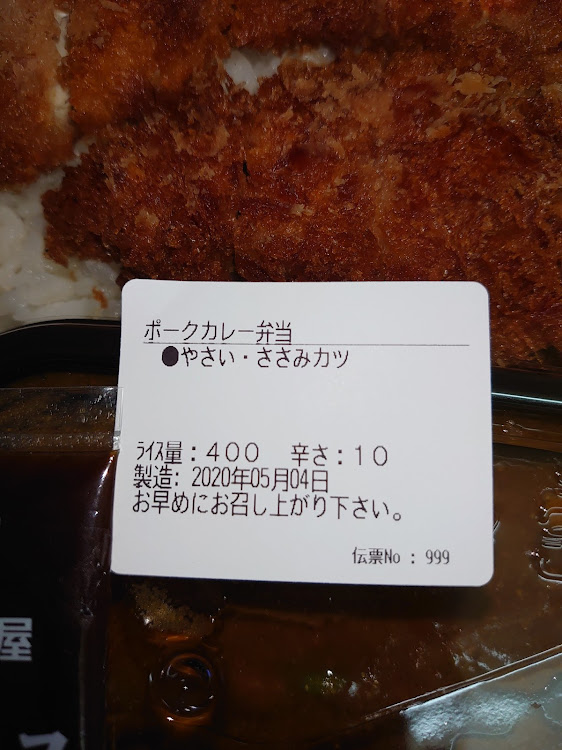 ポークカレー弁当
●やさい・ささみカツ
ﾗｲｽ量：４００　辛さ：１０
製造: 2020年05月04日
お早めにお召し上がり下さい。
伝票No : 999
屋
ス